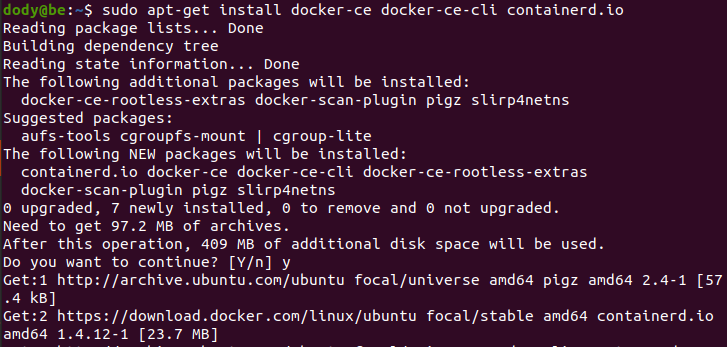 dody@be:~$ sudo apt-get install docker-ce docker-ce-cli containerd.io
Reading package lists... Done
Building dependency tree
Reading state information... Done
The following additional packages will be installed:
  docker-ce-rootless-extras docker-scan-plugin pigz slirp4netns
Suggested packages:
  aufs-tools cgroupfs-mount | cgroup-lite
The following NEW packages will be installed:
  containerd.io docker-ce docker-ce-cli docker-ce-rootless-extras
  docker-scan-plugin pigz slirp4netns
0 upgraded, 7 newly installed, 0 to remove and 0 not upgraded.
Need to get 97.2 MB of archives.
After this operation, 409 MB of additional disk space will be used.
Do you want to continue? [Y/n] y
Get:1 http://archive.ubuntu.com/ubuntu focal/universe amd64 pigz amd64 2.4-1 [57
.4 kB]
Get:2 https://download.docker.com/linux/ubuntu focal/stable amd64 containerd.io
amd64 1.4.12-1 [23.7 MB]